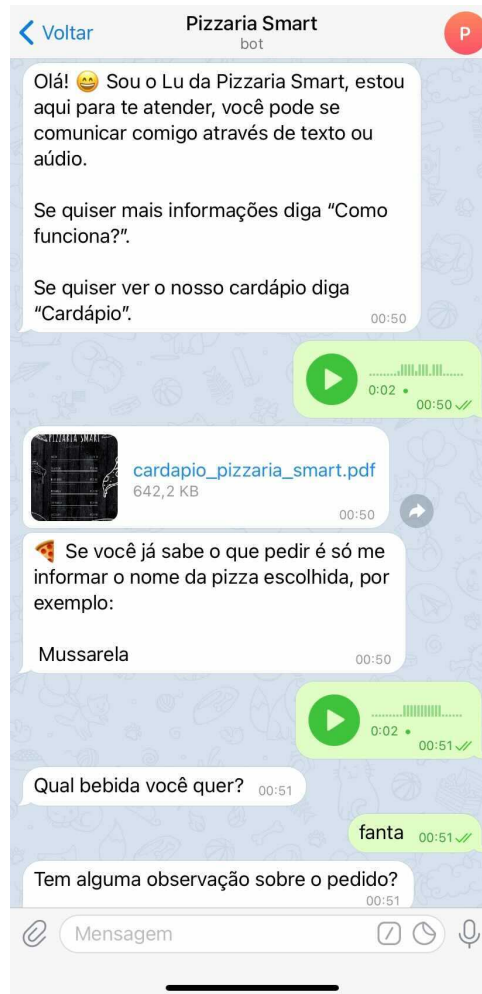 Voltar
Pizzaria Smart
bot
P
Olá! 😄 Sou o Lu da Pizzaria Smart, estou
aqui para te atender, você pode se
comunicar comigo através de texto ou
aúdio.
Se quiser mais informações diga “Como
funciona?”.
Se quiser ver o nosso cardápio diga
“Cardápio”.
00:50
0:02
00:50
PIZZARIA SMART
cardapio_pizzaria_smart.pdf
642,2 KB
00:50
🍕 Se você já sabe o que pedir é só me
informar o nome da pizza escolhida, por
exemplo:
Mussarela
00:50
0:02
00:51
Qual bebida você quer? 00:51
fanta 00:51
Tem alguma observação sobre o pedido?
00:51
Mensagem